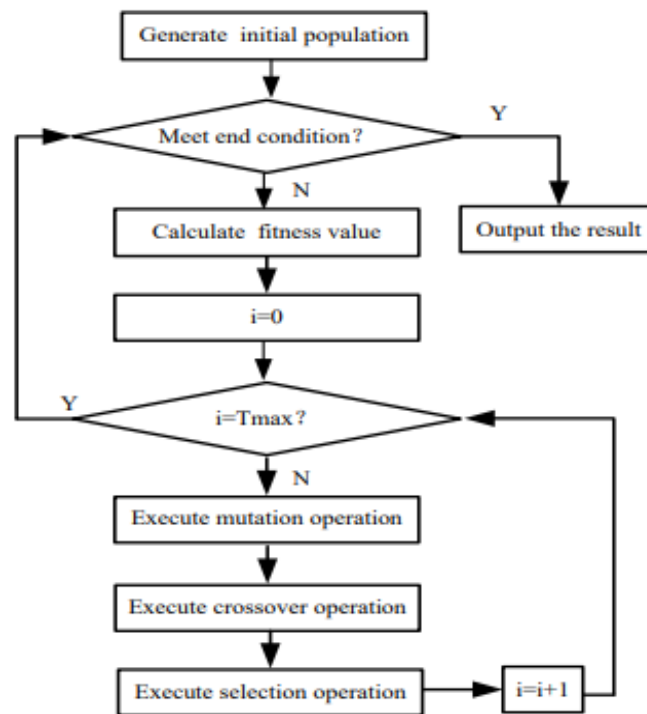 Generate initial population
Meet end condition?
Y
N
Calculate fitness value
Output the result
i=0
Y
i=Tmax?
N
Execute mutation operation
Execute crossover operation
Execute selection operation
i=i+1